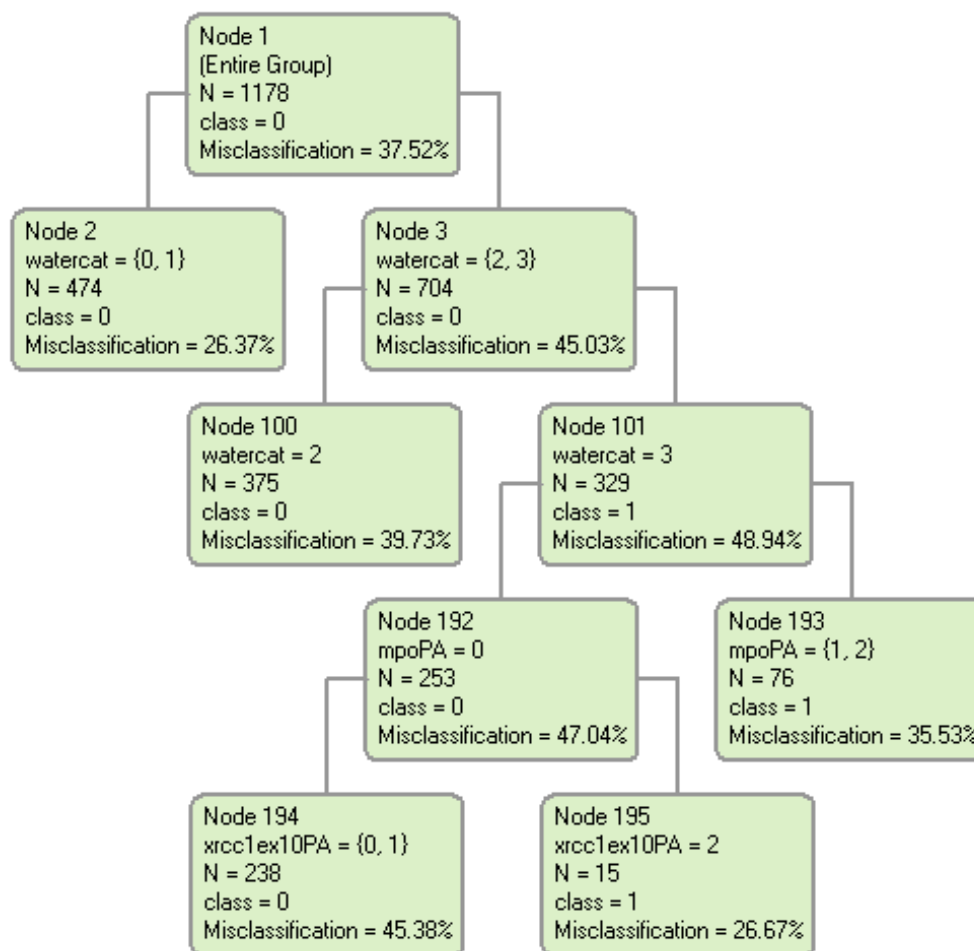 Node 1
(Entire Group)
N = 1178
class = 0
Misclassification = 37.52%
Node 2
watercat = {0, 1}
N = 474
class = 0
Misclassification = 26.37%
Node 3
watercat = {2, 3}
N = 704
class = 0
Misclassification = 45.03%
Node 100
watercat = 2
N = 375
class = 0
Misclassification = 39.73%
Node 101
watercat = 3
N = 329
class = 1
Misclassification = 48.94%
Node 192
mpoPA = 0
N = 253
class = 0
Misclassification = 47.04%
Node 193
mpoPA = {1, 2}
N = 76
class = 1
Misclassification = 35.53%
Node 194
xrcc1ex10PA = {0, 1}
N = 238
class = 0
Misclassification = 45.38%
Node 195
xrcc1ex10PA = 2
N = 15
class = 1
Misclassification = 26.67%